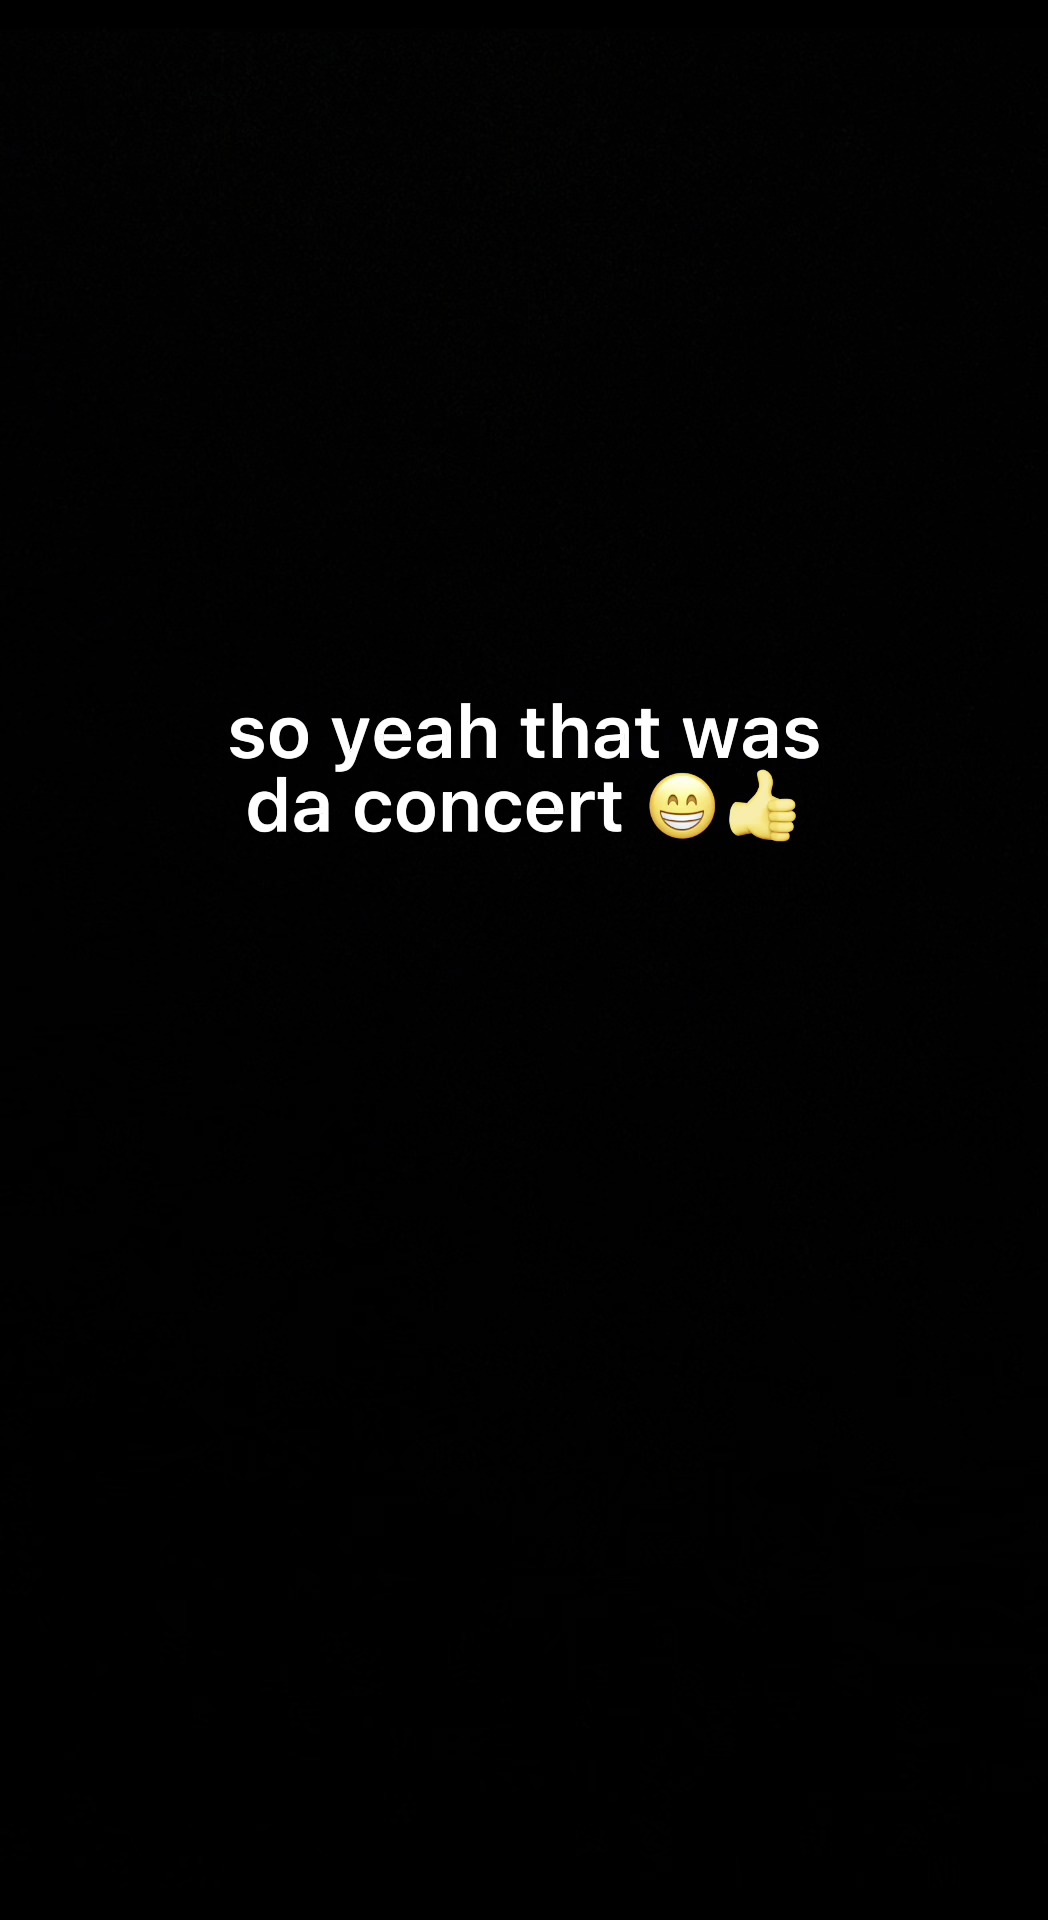 so yeah that was
da concert 😁👍